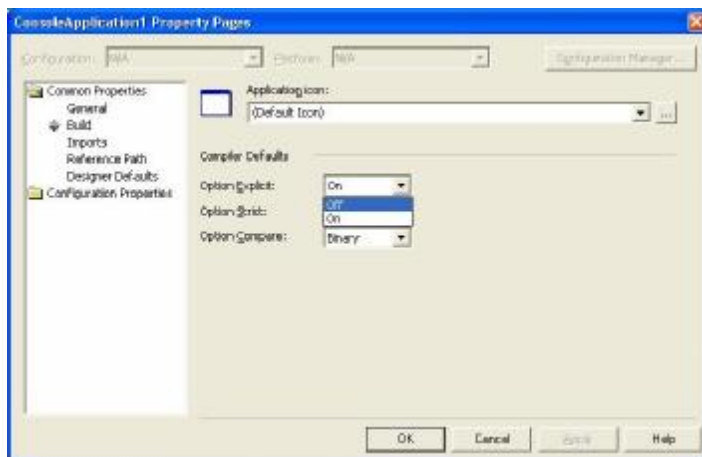 ConsoleApplication1 Property Pages
Configuration: N/A Platform: N/A Configuration Manager...
Common Properties
General
Build
Imports
Reference Path
Designer Defaults
Configuration Properties
Application icon:
(Default Icon) ...
Compiler Defaults
Option Explicit: On
Off
Option Strict: On
Option Compare: Binary
OK Cancel Apply Help